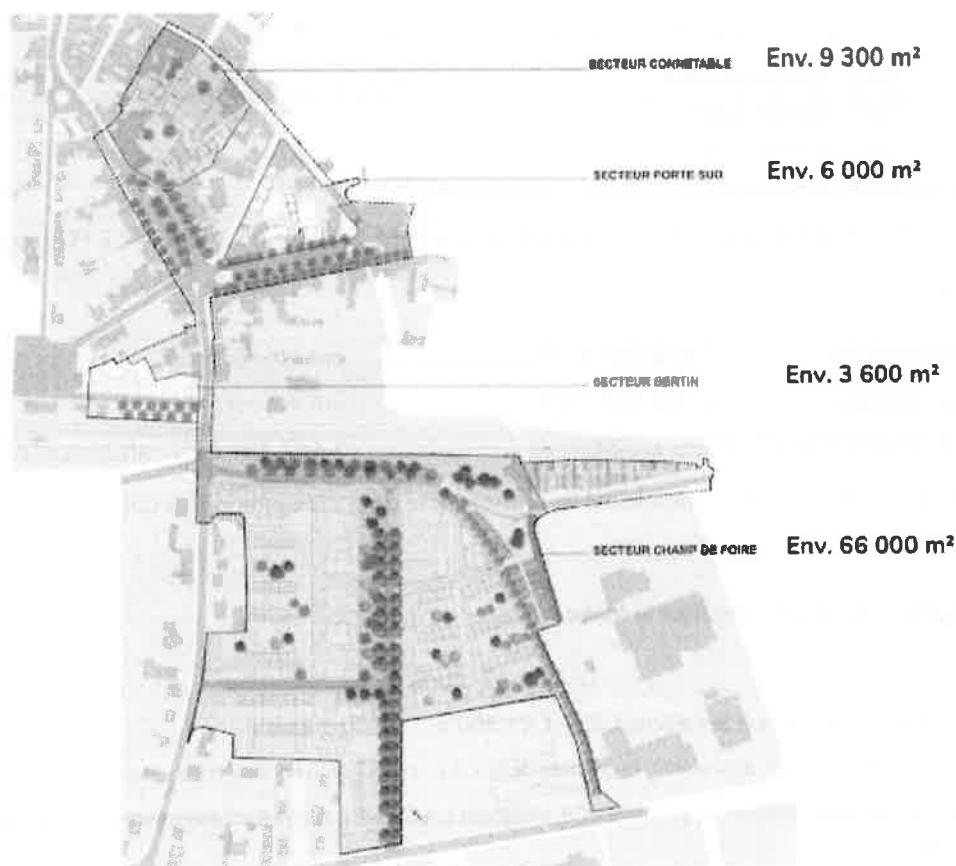 SECTEUR CONNETABLE Env. 9 300 m²
SECTEUR PORTE SUD Env. 6 000 m²
SECTEUR BERTIN Env. 3 600 m²
SECTEUR CHAMP DE FOIRE Env. 66 000 m²